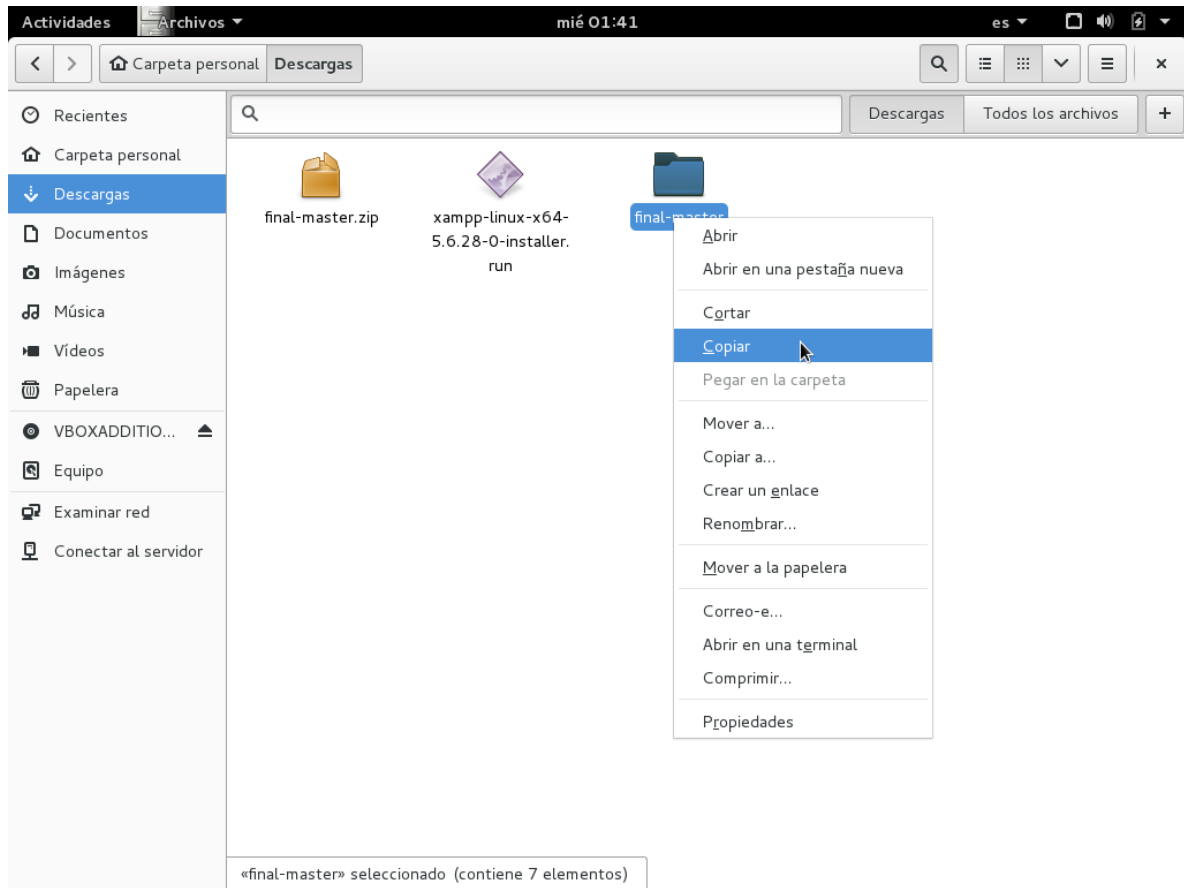 Actividades Archivos mié 01:41 es
Carpeta personal Descargas
Recientes
Carpeta personal
Descargas
Documentos
Imágenes
Música
Vídeos
Papelera
VBOXADDITIO...
Equipo
Examinar red
Conectar al servidor
Descargas Todos los archivos
final-master.zip
xampp-linux-x64-
5.6.28-0-installer.
run
final-master
Abrir
Abrir en una pestaña nueva
Cortar
Copiar
Pegar en la carpeta
Mover a...
Copiar a...
Crear un enlace
Renombrar...
Mover a la papelera
Correo-e...
Abrir en una terminal
Comprimir...
Propiedades
«final-master» seleccionado (contiene 7 elementos)